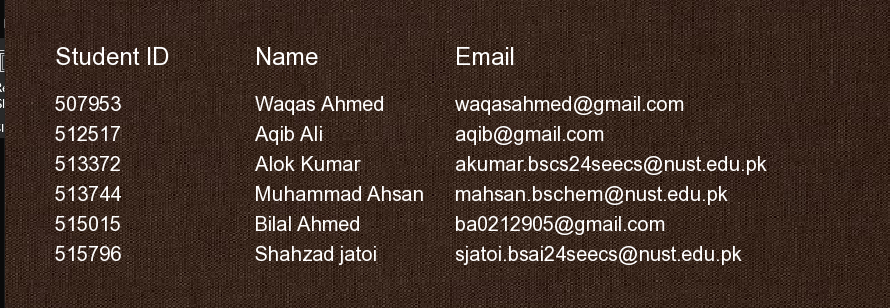 Student ID Name Email
507953 Waqas Ahmed waqasahmed@gmail.com
512517 Aqib Ali aqib@gmail.com
513372 Alok Kumar akumar.bscs24seecs@nust.edu.pk
513744 Muhammad Ahsan mahsan.bschem@nust.edu.pk
515015 Bilal Ahmed ba0212905@gmail.com
515796 Shahzad jatoi sjatoi.bsai24seecs@nust.edu.pk